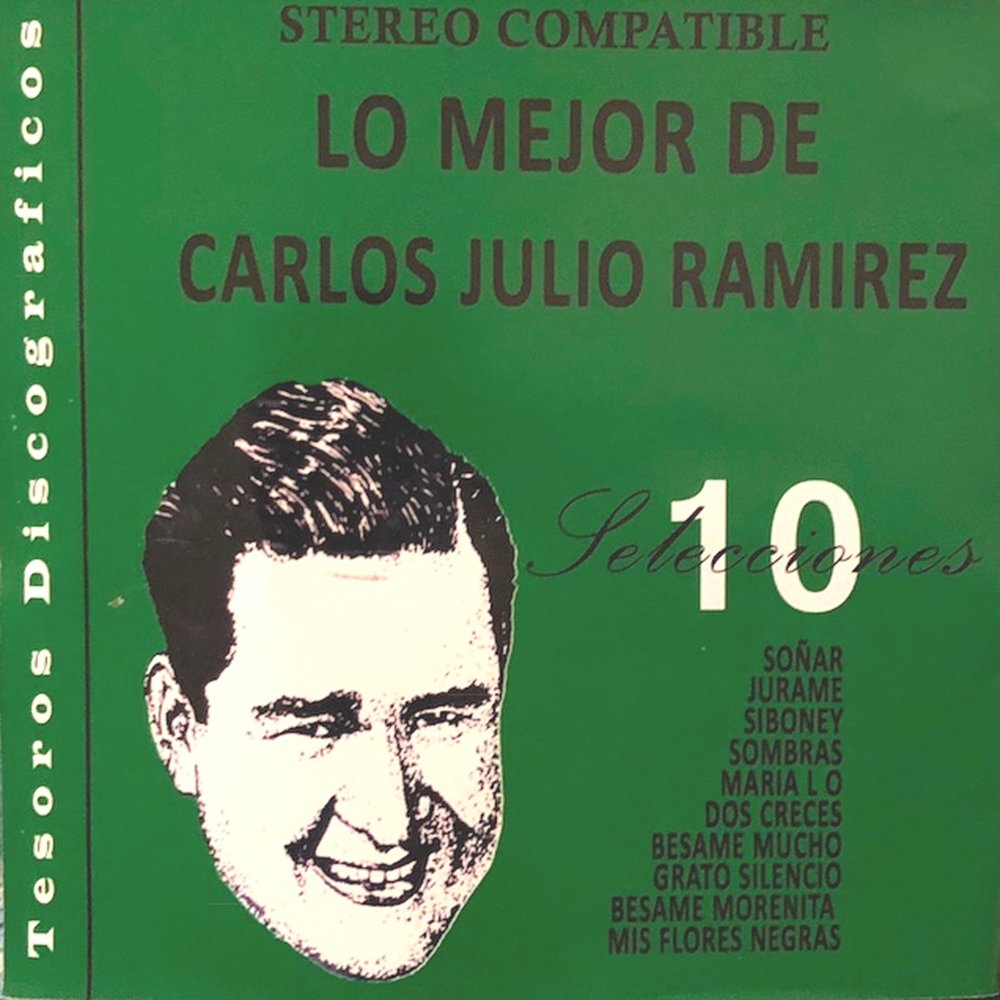 STEREO COMPATIBLE
LO MEJOR DE
CARLOS JULIO RAMIREZ
Tesoros Discograficos
10
Selecciones
SOÑAR
JURAME
SIBONEY
SOMBRAS
MARIA L O
DOS CRECES
BESAME MUCHO
GRATO SILENCIO
BESAME MORENITA
MIS FLORES NEGRAS